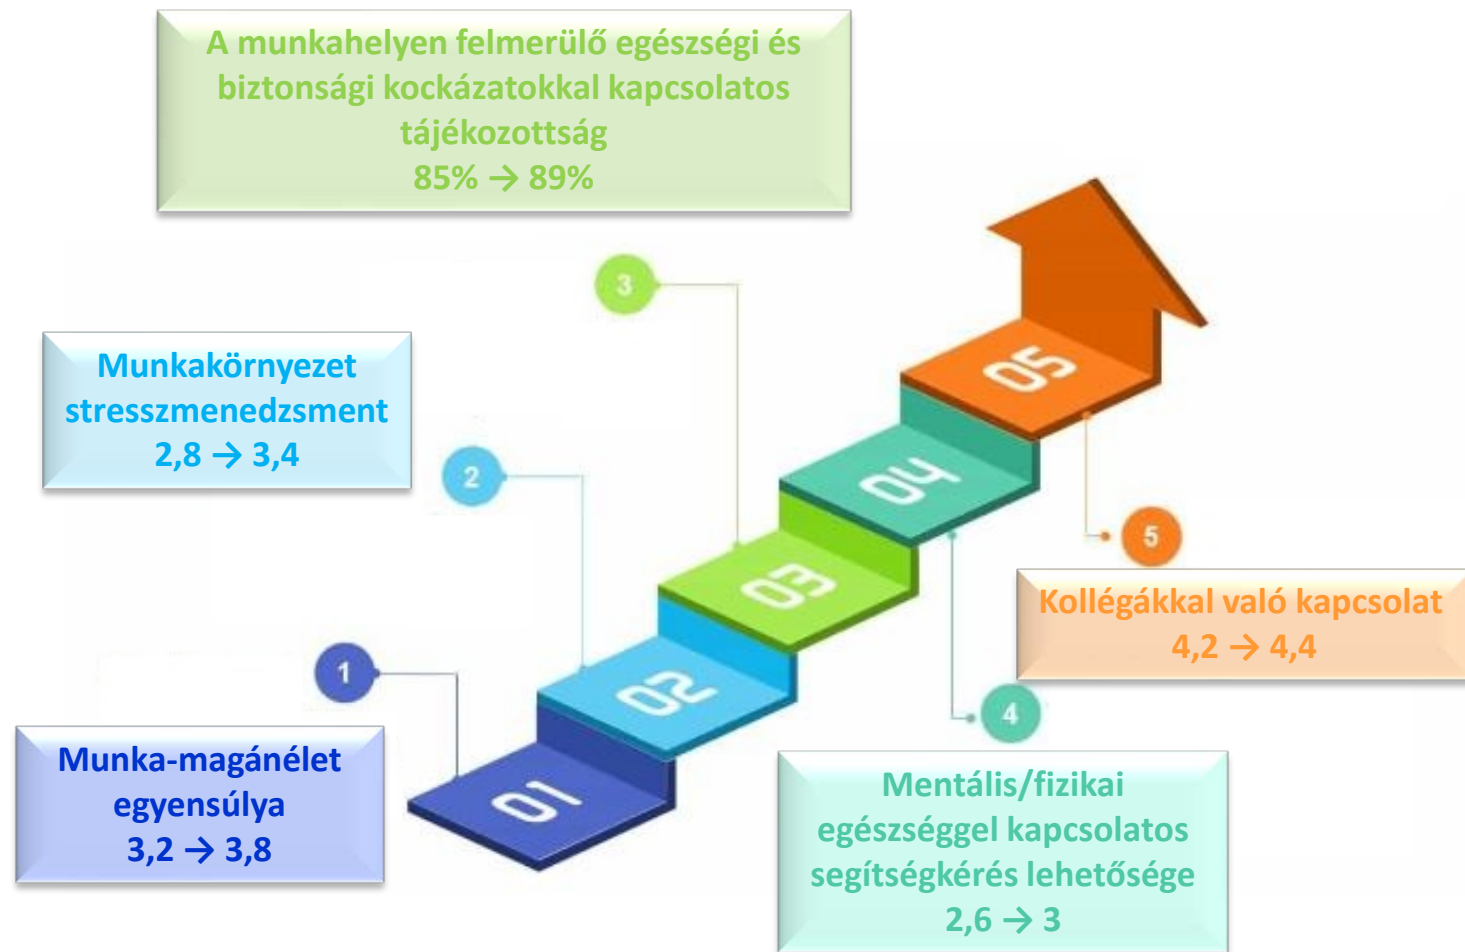 A munkahelyen felmerülő egészségi és
biztonsági kockázatokkal kapcsolatos
tájékozottság
85% → 89%
3
Munkakörnyezet
stresszmenedzsment
2,8 → 3,4
2
1
Munka-magánélet
egyensúlya
3,2 → 3,8
01
02
03
04
05
5
Kollégákkal való kapcsolat
4,2 → 4,4
4
Mentális/fizikai
egészséggel kapcsolatos
segítségkérés lehetősége
2,6 → 3